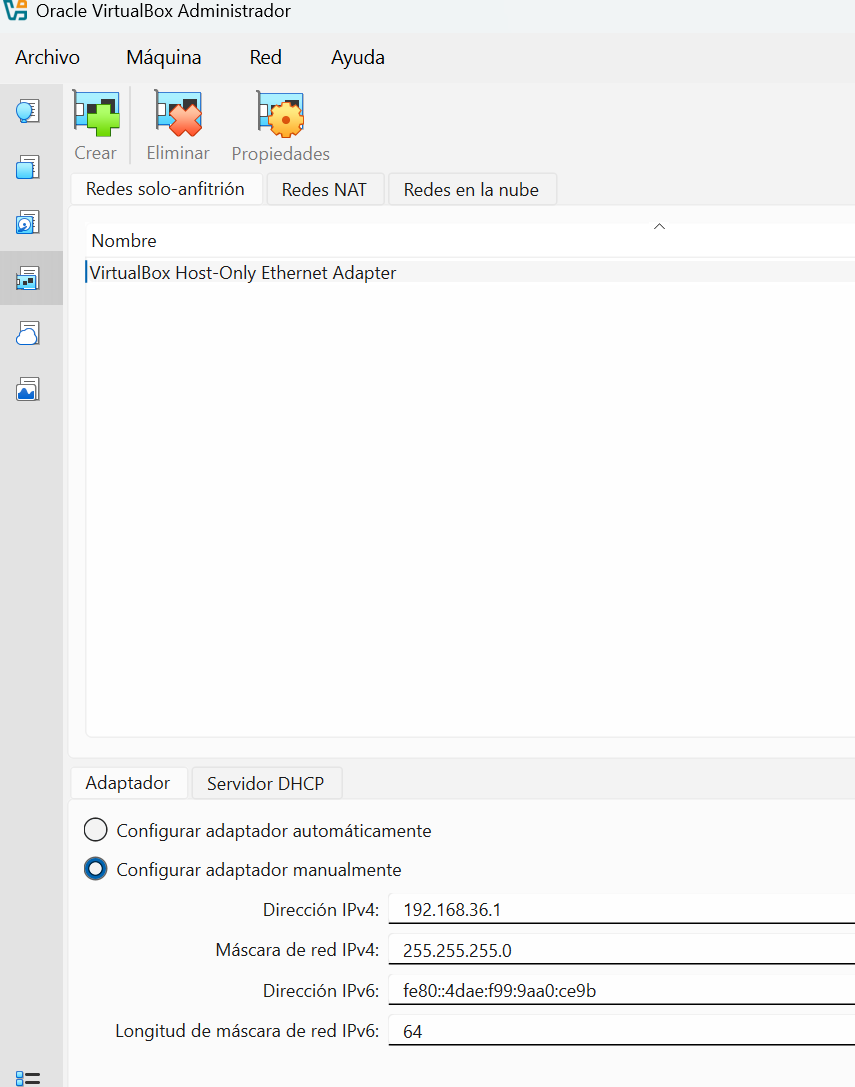 Oracle VirtualBox Administrador
Archivo Máquina Red Ayuda
Crear Eliminar Propiedades
Redes solo-anfitrión Redes NAT Redes en la nube
Nombre
VirtualBox Host-Only Ethernet Adapter
Adaptador Servidor DHCP
Configurar adaptador automáticamente
Configurar adaptador manualmente
Dirección IPv4: 192.168.36.1
Máscara de red IPv4: 255.255.255.0
Dirección IPv6: fe80::4dae:f99:9aa0:ce9b
Longitud de máscara de red IPv6: 64